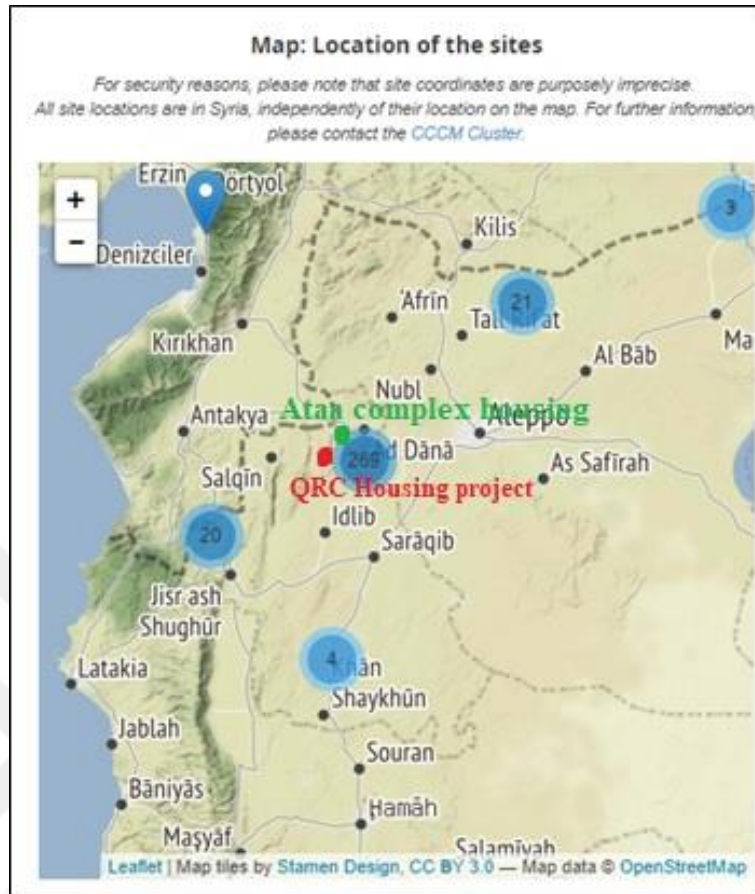 Map: Location of the sites
For security reasons, please note that site coordinates are purposely imprecise.
All site locations are in Syria, independently of their location on the map. For further information,
please contact the CCCM Cluster.
Erzin
Dörtyol
+
−
3
Kilis
Denizciler
'Afrīn
21
Kırıkhan
Al Bāb
Nubl
Atan complex housing
Antakya
Aleppo
269
Dānā
Salqīn
As Safīrah
QRC Housing project
Idlib
20
Sarāqib
Jisr ash
Shughūr
4
Khān
Latakia
Shaykhūn
Jablah
Souran
Bāniyās
Ḩamāh
Maşyāf
Salamīyah
Leaflet | Map tiles by Stamen Design, CC BY 3.0 — Map data © OpenStreetMap